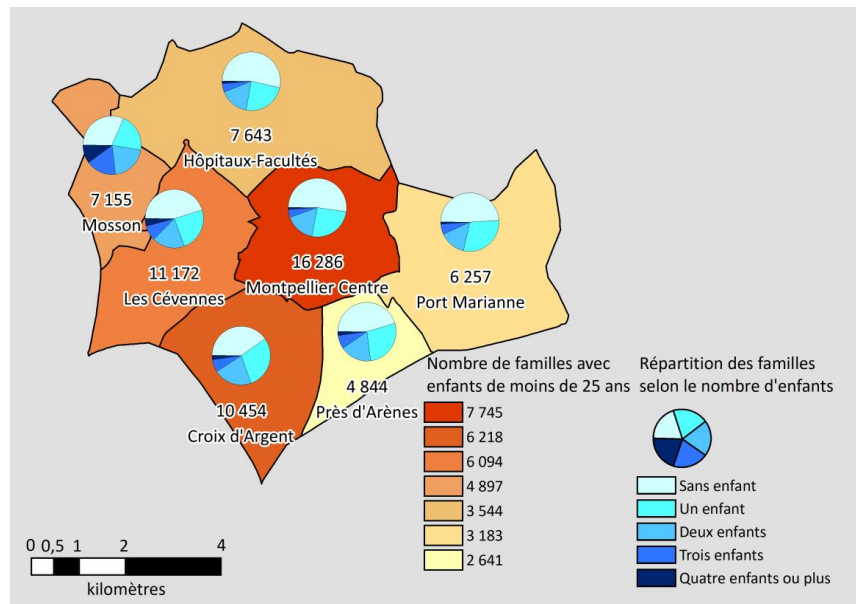 7 643
Hôpitaux-Facultés
7 155
Mosson
11 172
Les Cévennes
16 286
Montpellier Centre
6 257
Port Marianne
10 454
Croix d'Argent
4 844
Près d'Arènes
Nombre de familles avec
enfants de moins de 25 ans
7 745
6 218
6 094
4 897
3 544
3 183
2 641
Répartition des familles
selon le nombre d'enfants
Sans enfant
Un enfant
Deux enfants
Trois enfants
Quatre enfants ou plus
0 0,5 1 2 4
kilomètres